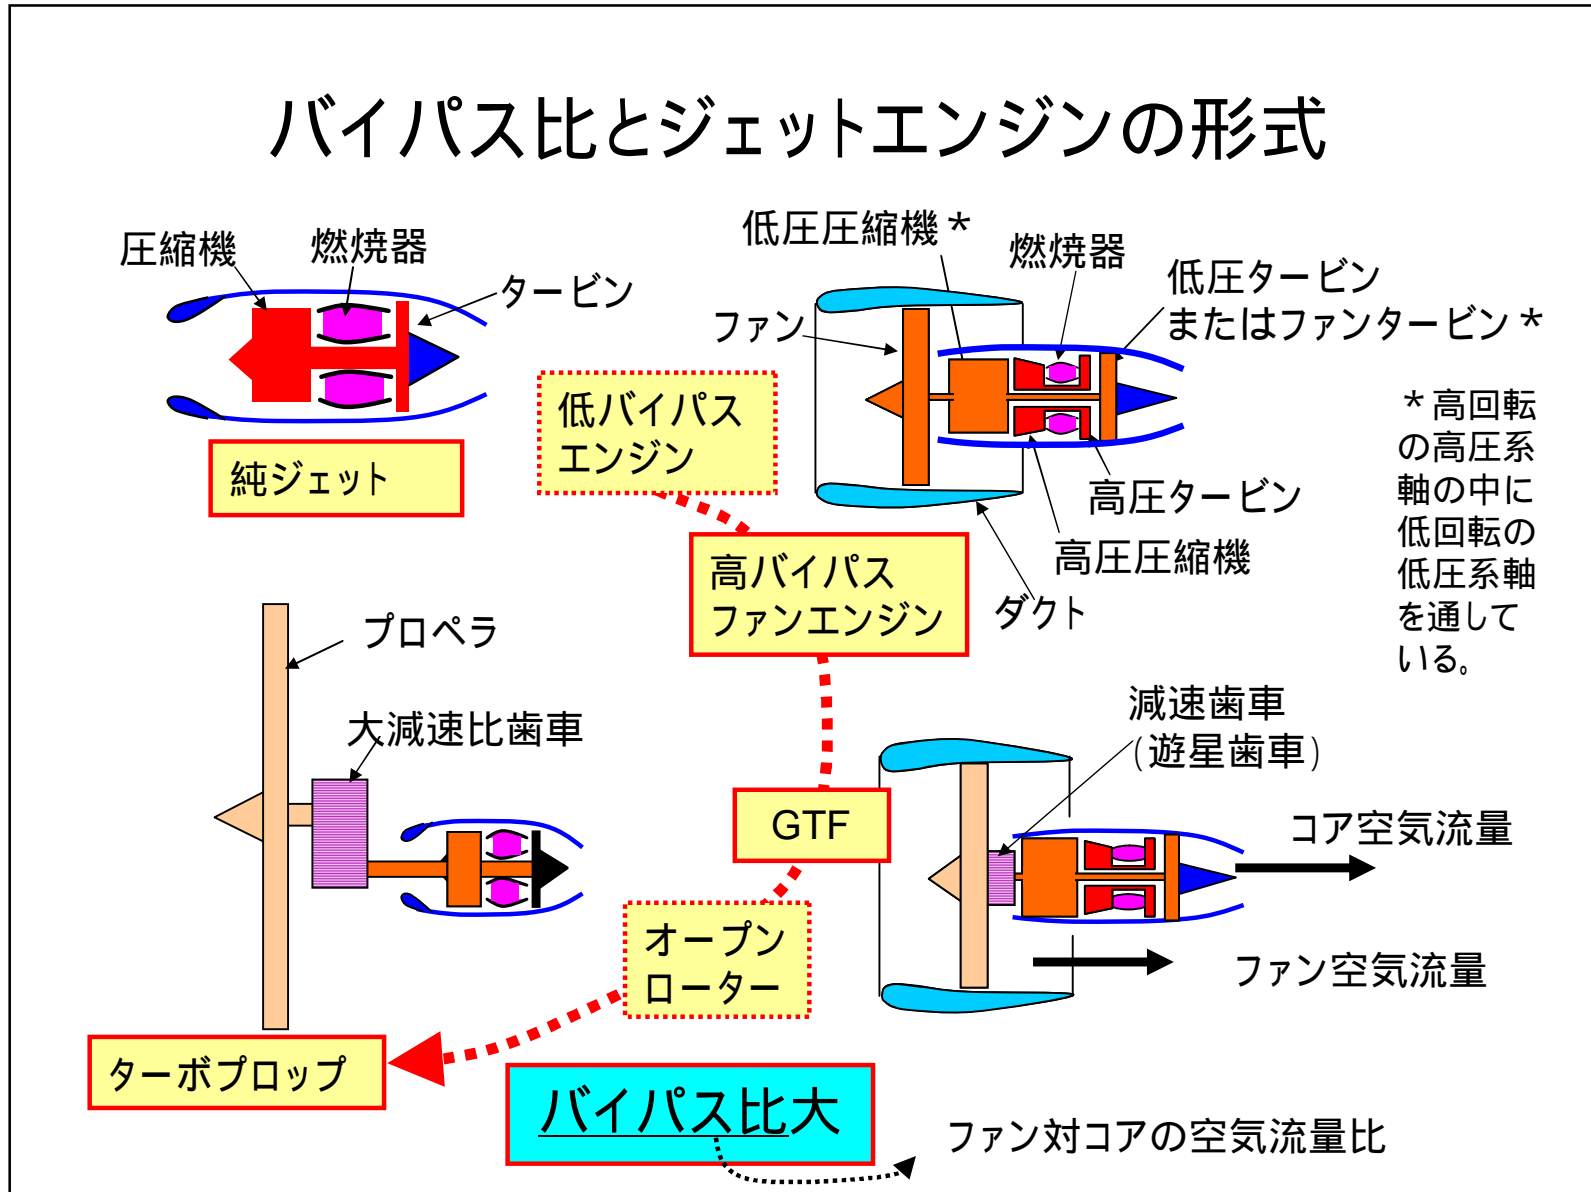 バイパス比とジェットエンジンの形式
圧縮機
燃焼器
タービン
純ジェット
低バイパス
エンジン
低圧圧縮機＊
燃焼器
低圧タービン
またはファンタービン＊
ファン
高圧タービン
高圧圧縮機
ダクト
＊高回転
の高圧系
軸の中に
低回転の
低圧系軸
を通して
いる。
高バイパス
ファンエンジン
プロペラ
大減速比歯車
減速歯車
(遊星歯車)
GTF
コア空気流量
ファン空気流量
オープン
ローター
ターボプロップ
バイパス比大
ファン対コアの空気流量比